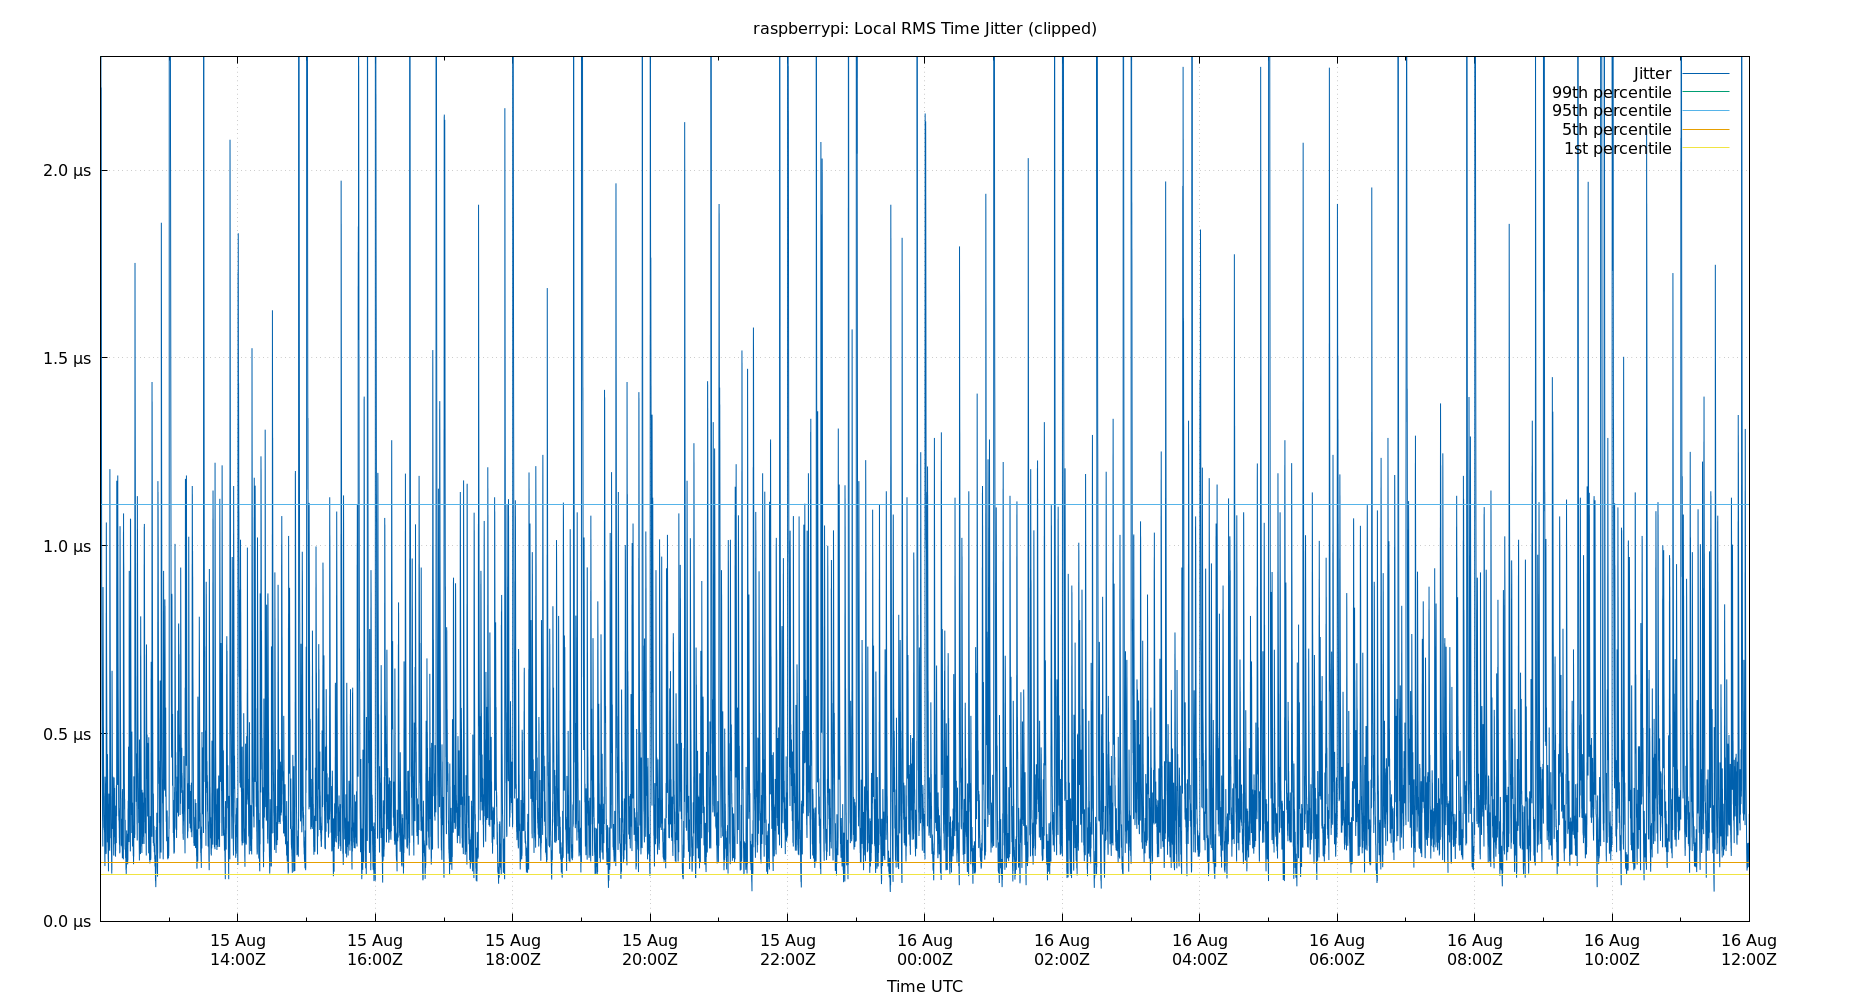 raspberrypi: Local RMS Time Jitter (clipped)
Jitter
99th percentile
95th percentile
5th percentile
1st percentile
2.0 µs
1.5 µs
1.0 µs
0.5 µs
0.0 µs
15 Aug 15 Aug 15 Aug 15 Aug 15 Aug 16 Aug 16 Aug 16 Aug 16 Aug 16 Aug 16 Aug 16 Aug
14:00Z 16:00Z 18:00Z 20:00Z 22:00Z 00:00Z 02:00Z 04:00Z 06:00Z 08:00Z 10:00Z 12:00Z
Time UTC